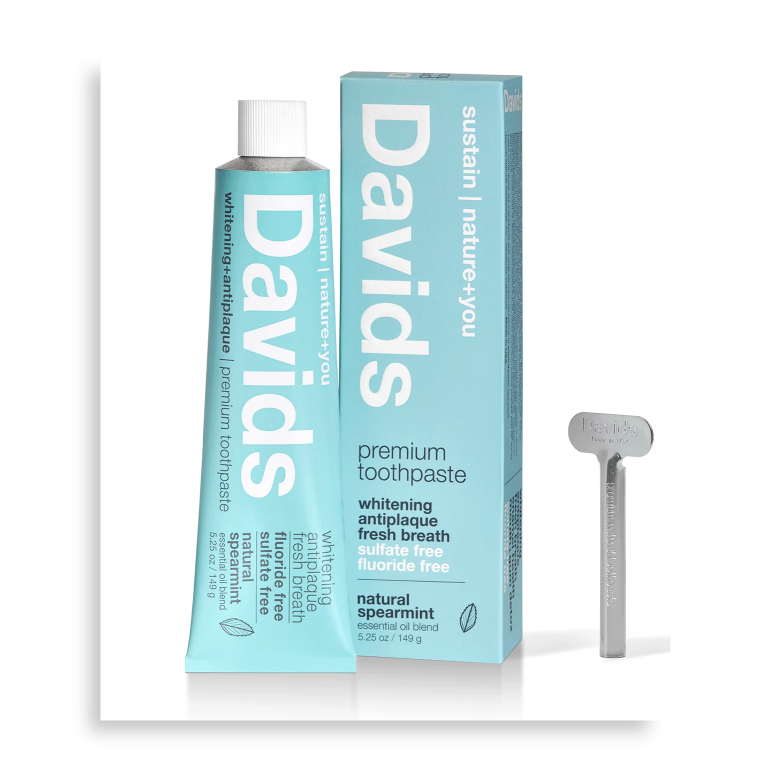 sustain | nature+you
Davids
whitening+antiplaque | premium toothpaste
whitening
antiplaque
fresh breath
fluoride free
sulfate free
natural
spearmint
essential oil blend
5.25 oz / 149 g
sustain | nature+you
Davids
premium
toothpaste
whitening
antiplaque
fresh breath
sulfate free
fluoride free
natural
spearmint
essential oil blend
5.25 oz / 149 g
Davids
Davids